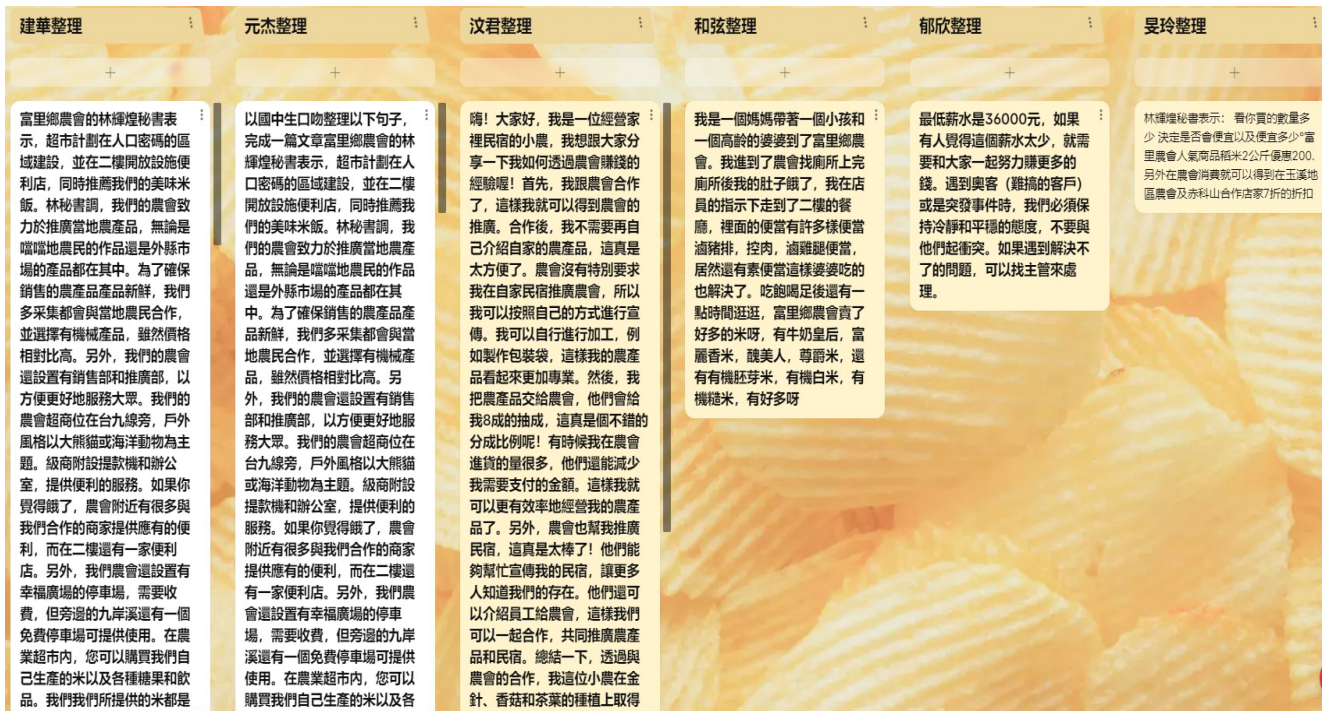 建華整理
富里鄉農會的林輝煌秘書表
示，超市計劃在人口密碼的區
域建設，並在二樓開放設施便
利店，同時推薦我們的美味米
飯。林秘書調，我們的農會致
力於推廣當地農產品，無論是
噹噹地農民的作品還是外縣市
場的產品都在其中。為了確保
銷售的農產品產品新鮮，我們
多采集都會與當地農民合作，
並選擇有機械產品，雖然價格
相對比高。另外，我們的農會
還設置有銷售部和推廣部，以
方便更好地服務大眾。我們的
農會超商位在台九線旁，戶外
風格以大熊貓或海洋動物為主
題。級商附設提款機和辦公
室，提供便利的服務。如果你
覺得餓了，農會附近有很多與
我們合作的商家提供應有的便
利，而在二樓還有一家便利
店。另外，我們農會還設置有
幸福廣場的停車場，需要收
費，但旁邊的九岸溪還有一個
免費停車場可提供使用。在農
業超市內，您可以購買我們自
己生產的米以及各種糖果和飲
品。我們我們所提供的米都是
元杰整理
以國中生口吻整理以下句子，
完成一篇文章富里鄉農會的林
輝煌秘書表示，超市計劃在人
口密碼的區域建設，並在二樓
開放設施便利店，同時推薦我
們的美味米飯。林秘書調，我
們的農會致力於推廣當地農產
品，無論是噹噹地農民的作品
還是外縣市場的產品都在其
中。為了確保銷售的農產品產
品新鮮，我們多采集都會與當
地農民合作，並選擇有機械產
品，雖然價格相對比高。另
外，我們的農會還設置有銷售
部和推廣部，以方便更好地服
務大眾。我們的農會超商位在
台九線旁，戶外風格以大熊貓
或海洋動物為主題。級商附設
提款機和辦公室，提供便利的
服務。如果你覺得餓了，農會
附近有很多與我們合作的商家
提供應有的便利，而在二樓還
有一家便利店。另外，我們農
會還設置有幸福廣場的停車
場，需要收費，但旁邊的九岸
溪還有一個免費停車場可提供
使用。在農業超市內，您可以
購買我們自己生產的米以及各
汶君整理
嗨！大家好，我是一位經營家
裡民宿的小農，我想跟大家分
享一下我如何透過農會賺錢的
經驗喔！首先，我跟農會合作
了，這樣我就可以得到農會的
推廣。合作後，我不需要再自
己介紹自家的農產品，這真是
太方便了。農會沒有特別要求
我在自家民宿推廣農會，所以
我可以按照自己的方式進行宣
傳。我可以自行進行加工，例
如製作包裝袋，這樣我的農產
品看起來更加專業。然後，我
把農產品交給農會，他們會給
我8成的抽成，這真是個不錯的
分成比例呢！有時候我在農會
進貨的量很多，他們還能減少
我需要支付的金額。這樣我就
可以更有效率地經營我的農產
品了。另外，農會也幫我推廣
民宿，這真是太棒了！他們能
夠幫忙宣傳我的民宿，讓更多
人知道我們的存在。他們還可
以介紹員工給農會，這樣我們
可以一起合作，共同推廣農產
品和民宿。總結一下，透過與
農會的合作，我這位小農在金
針、香菇和茶葉的種植上取得
和弦整理
我是一個媽媽帶著一個小孩和
一個高齡的婆婆到了富里鄉農
會。我進到了農會找廁所上完
廁所後我的肚子餓了，我在店
員的指示下走到了二樓的餐
廳，裡面的便當有許多樣便當
滷豬排，控肉，滷雞腿便當，
居然還有素便當這樣婆婆吃的
也解決了。吃飽喝足後還有一
點時間逛逛，富里鄉農會賣了
好多的米呀，有牛奶皇后，富
麗香米，醜美人，尊爵米，還
有有機胚芽米，有機白米，有
機糙米，有好多呀
郁欣整理
最低薪水是36000元，如果
有人覺得這個薪水太少，就需
要和大家一起努力賺更多的
錢。遇到奧客（難搞的客戶）
或是突發事件時，我們必須保
持冷靜和平穩的態度，不要與
他們起衝突。如果遇到解決不
了的問題，可以找主管來處
理。
旻玲整理
林輝煌秘書表示： 看你買的數量多
少 決定是否會便宜以及便宜多少°富
里農會人氣商品稻米2公斤優惠200.
另外在農會消費就可以得到在玉溪地
區農會及赤科山合作店家7折的折扣